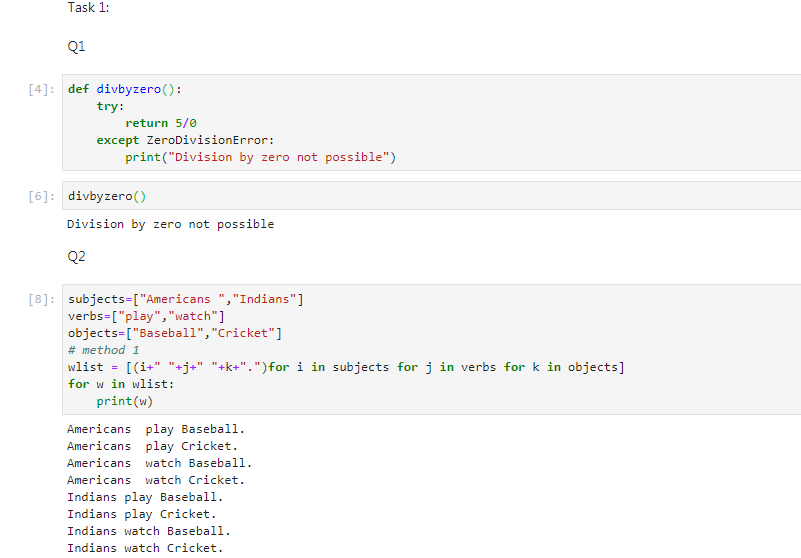 Task 1:
Q1
[4]: def divbyzero():
    try:
        return 5/0
    except ZeroDivisionError:
        print("Division by zero not possible")
[6]: divbyzero()
Division by zero not possible
Q2
[8]: subjects=["Americans ","Indians"]
verbs=["play","watch"]
objects=["Baseball","Cricket"]
# method 1
wlist = [(i+" "+j+" "+k+".")for i in subjects for j in verbs for k in objects]
for w in wlist:
    print(w)
Americans  play Baseball.
Americans  play Cricket.
Americans  watch Baseball.
Americans  watch Cricket.
Indians play Baseball.
Indians play Cricket.
Indians watch Baseball.
Indians watch Cricket.